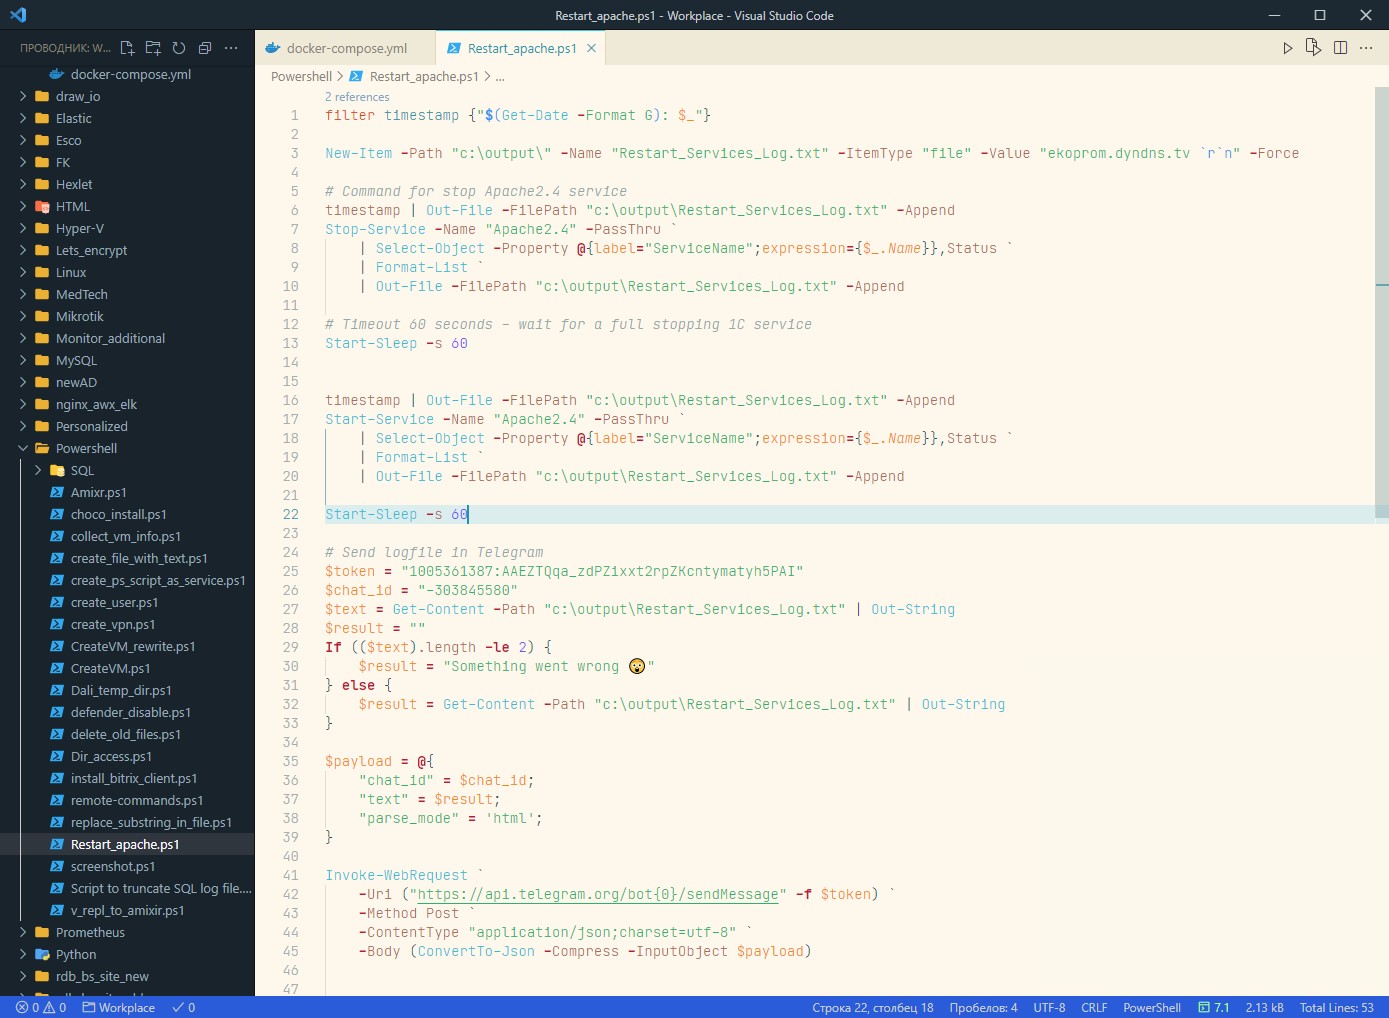 Restart_apache.ps1 - Workplace - Visual Studio Code
ПРОВОДНИК: W...
docker-compose.yml
draw_io
Elastic
Esco
FK
Hexlet
HTML
Hyper-V
Lets_encrypt
Linux
MedTech
Mikrotik
Monitor_additional
MySQL
newAD
nginx_awx_elk
Personalized
Powershell
SQL
Amixr.ps1
choco_install.ps1
collect_vm_info.ps1
create_file_with_text.ps1
create_ps_script_as_service.ps1
create_user.ps1
create_vpn.ps1
CreateVM_rewrite.ps1
CreateVM.ps1
Dali_temp_dir.ps1
defender_disable.ps1
delete_old_files.ps1
Dir_access.ps1
install_bitrix_client.ps1
remote-commands.ps1
replace_substring_in_file.ps1
Restart_apache.ps1
screenshot.ps1
Script to truncate SQL log file....
v_repl_to_amixir.ps1
Prometheus
Python
rdb_bs_site_new
docker-compose.yml Restart_apache.ps1
Powershell > Restart_apache.ps1 > ...
2 references
1 filter timestamp {"$(Get-Date -Format G): $_"}
2
3 New-Item -Path "c:\output\" -Name "Restart_Services_Log.txt" -ItemType "file" -Value "ekoprom.dyndns.tv `r`n" -Force
4
5 # Command for stop Apache2.4 service
6 timestamp | Out-File -FilePath "c:\output\Restart_Services_Log.txt" -Append
7 Stop-Service -Name "Apache2.4" -PassThru `
8     | Select-Object -Property @{label="ServiceName";expression={$_.Name}},Status `
9     | Format-List `
10     | Out-File -FilePath "c:\output\Restart_Services_Log.txt" -Append
11
12 # Timeout 60 seconds - wait for a full stopping 1C service
13 Start-Sleep -s 60
14
15
16 timestamp | Out-File -FilePath "c:\output\Restart_Services_Log.txt" -Append
17 Start-Service -Name "Apache2.4" -PassThru `
18     | Select-Object -Property @{label="ServiceName";expression={$_.Name}},Status `
19     | Format-List `
20     | Out-File -FilePath "c:\output\Restart_Services_Log.txt" -Append
21
22 Start-Sleep -s 60
23
24 # Send logfile in Telegram
25 $token = "1005361387:AAEZTQqa_zdPZixxt2rpZKcntymatyh5PAI"
26 $chat_id = "-303845580"
27 $text = Get-Content -Path "c:\output\Restart_Services_Log.txt" | Out-String
28 $result = ""
29 If (($text).length -le 2) {
30     $result = "Something went wrong 😲"
31 } else {
32     $result = Get-Content -Path "c:\output\Restart_Services_Log.txt" | Out-String
33 }
34
35 $payload = @{
36     "chat_id" = $chat_id;
37     "text" = $result;
38     "parse_mode" = 'html';
39 }
40
41 Invoke-WebRequest `
42     -Uri ("https://api.telegram.org/bot{0}/sendMessage" -f $token) `
43     -Method Post `
44     -ContentType "application/json;charset=utf-8" `
45     -Body (ConvertTo-Json -Compress -InputObject $payload)
46
47
0 0 Workplace 0 Строка 22, столбец 18 Пробелов: 4 UTF-8 CRLF PowerShell 7.1 2.13 kB Total Lines: 53